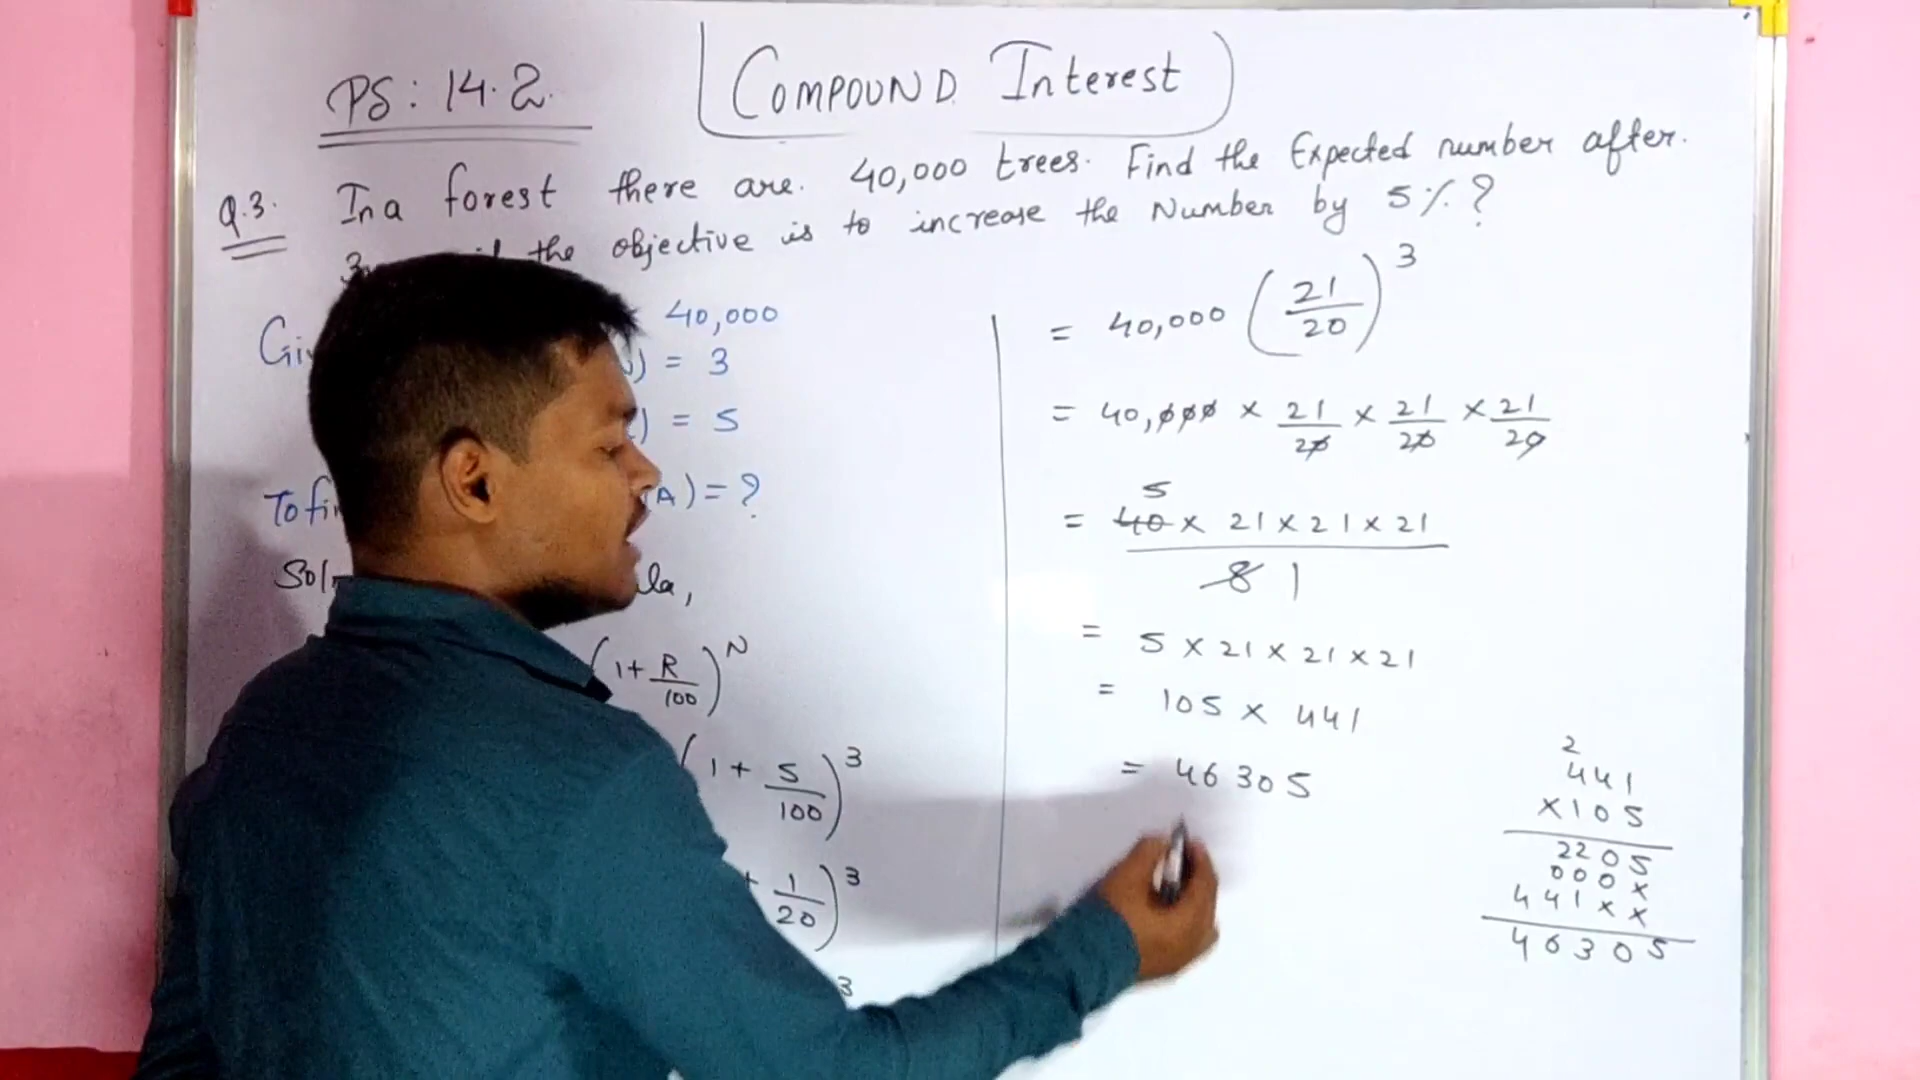 PS: 14.2.
COMPOUND Interest
Q.3. In a forest there are 40,000 trees. Find the Expected number after.
the objective is to increase the Number by 5%?
40,000
= 3
= 5
To fi (A) = ?
Sol la,
(1+R/100)^N
(1+5/100)^3
1/20)^3
3
= 40,000 (21/20)^3
= 40,000 × 21/20 × 21/20 × 21/20
5
= 40 × 21 × 21 × 21
8 1
= 5 × 21 × 21 × 21
= 105 × 441
= 46305
2
441
×105
2205
000×
441××
46305